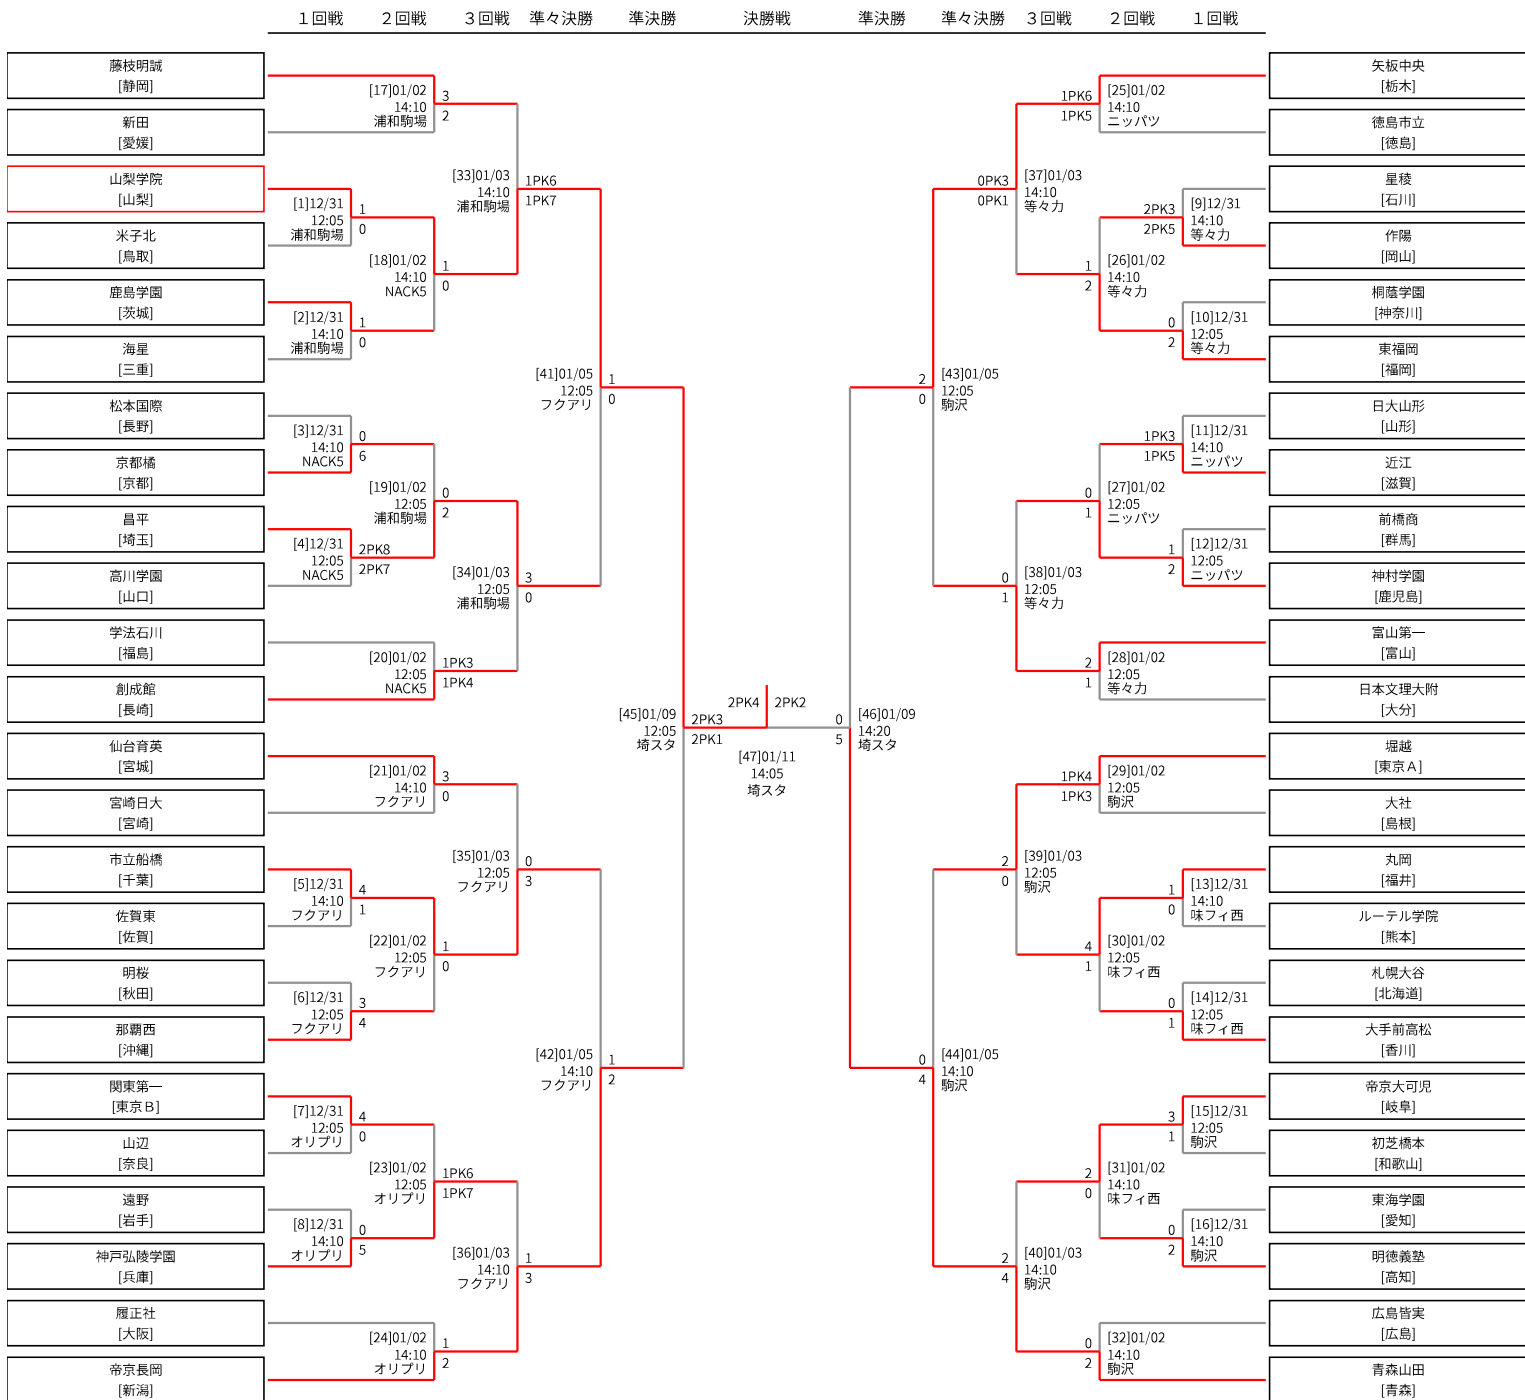 １回戦 ２回戦 ３回戦 準々決勝 準決勝 決勝戦 準決勝 準々決勝 ３回戦 ２回戦 １回戦
藤枝明誠
[静岡]
新田
[愛媛]
山梨学院
[山梨]
米子北
[鳥取]
鹿島学園
[茨城]
海星
[三重]
松本国際
[長野]
京都橘
[京都]
昌平
[埼玉]
高川学園
[山口]
学法石川
[福島]
創成館
[長崎]
仙台育英
[宮城]
宮崎日大
[宮崎]
市立船橋
[千葉]
佐賀東
[佐賀]
明桜
[秋田]
那覇西
[沖縄]
関東第一
[東京Ｂ]
山辺
[奈良]
遠野
[岩手]
神戸弘陵学園
[兵庫]
履正社
[大阪]
帝京長岡
[新潟]
[1]12/31
12:05
浦和駒場
1
0
[2]12/31
14:10
浦和駒場
1
0
[3]12/31
14:10
NACK5
0
6
[4]12/31
12:05
NACK5
2PK8
2PK7
[5]12/31
14:10
フクアリ
4
1
[6]12/31
12:05
フクアリ
3
4
[7]12/31
12:05
オリプリ
4
0
[8]12/31
14:10
オリプリ
0
5
[17]01/02
14:10
浦和駒場
3
2
[18]01/02
14:10
NACK5
1
0
[19]01/02
12:05
浦和駒場
0
2
[20]01/02
12:05
NACK5
1PK3
1PK4
[21]01/02
14:10
フクアリ
3
0
[22]01/02
12:05
フクアリ
1
0
[23]01/02
12:05
オリプリ
1PK6
1PK7
[24]01/02
14:10
オリプリ
1
2
[33]01/03
14:10
浦和駒場
1PK6
1PK7
[34]01/03
12:05
浦和駒場
3
0
[35]01/03
12:05
フクアリ
0
3
[36]01/03
14:10
フクアリ
1
3
[41]01/05
12:05
フクアリ
1
0
[42]01/05
14:10
フクアリ
1
2
[45]01/09
12:05
埼スタ
2PK3
2PK1
2PK4 2PK2
[47]01/11
14:05
埼スタ
0
5
[46]01/09
14:20
埼スタ
2
0
[43]01/05
12:05
駒沢
0
4
[44]01/05
14:10
駒沢
0PK3
0PK1
[37]01/03
14:10
等々力
0
1
[38]01/03
12:05
等々力
2
0
[39]01/03
12:05
駒沢
2
4
[40]01/03
14:10
駒沢
1PK6
1PK5
[25]01/02
14:10
ニッパツ
1
2
[26]01/02
14:10
等々力
0
1
[27]01/02
12:05
ニッパツ
2
1
[28]01/02
12:05
等々力
1PK4
1PK3
[29]01/02
12:05
駒沢
4
1
[30]01/02
12:05
味フィ西
2
0
[31]01/02
14:10
味フィ西
0
2
[32]01/02
14:10
駒沢
2PK3
2PK5
[9]12/31
14:10
等々力
0
2
[10]12/31
12:05
等々力
1PK3
1PK5
[11]12/31
14:10
ニッパツ
1
2
[12]12/31
12:05
ニッパツ
1
0
[13]12/31
14:10
味フィ西
0
1
[14]12/31
12:05
味フィ西
3
1
[15]12/31
12:05
駒沢
0
2
[16]12/31
14:10
駒沢
矢板中央
[栃木]
徳島市立
[徳島]
星稜
[石川]
作陽
[岡山]
桐蔭学園
[神奈川]
東福岡
[福岡]
日大山形
[山形]
近江
[滋賀]
前橋商
[群馬]
神村学園
[鹿児島]
富山第一
[富山]
日本文理大附
[大分]
堀越
[東京Ａ]
大社
[島根]
丸岡
[福井]
ルーテル学院
[熊本]
札幌大谷
[北海道]
大手前高松
[香川]
帝京大可児
[岐阜]
初芝橋本
[和歌山]
東海学園
[愛知]
明徳義塾
[高知]
広島皆実
[広島]
青森山田
[青森]